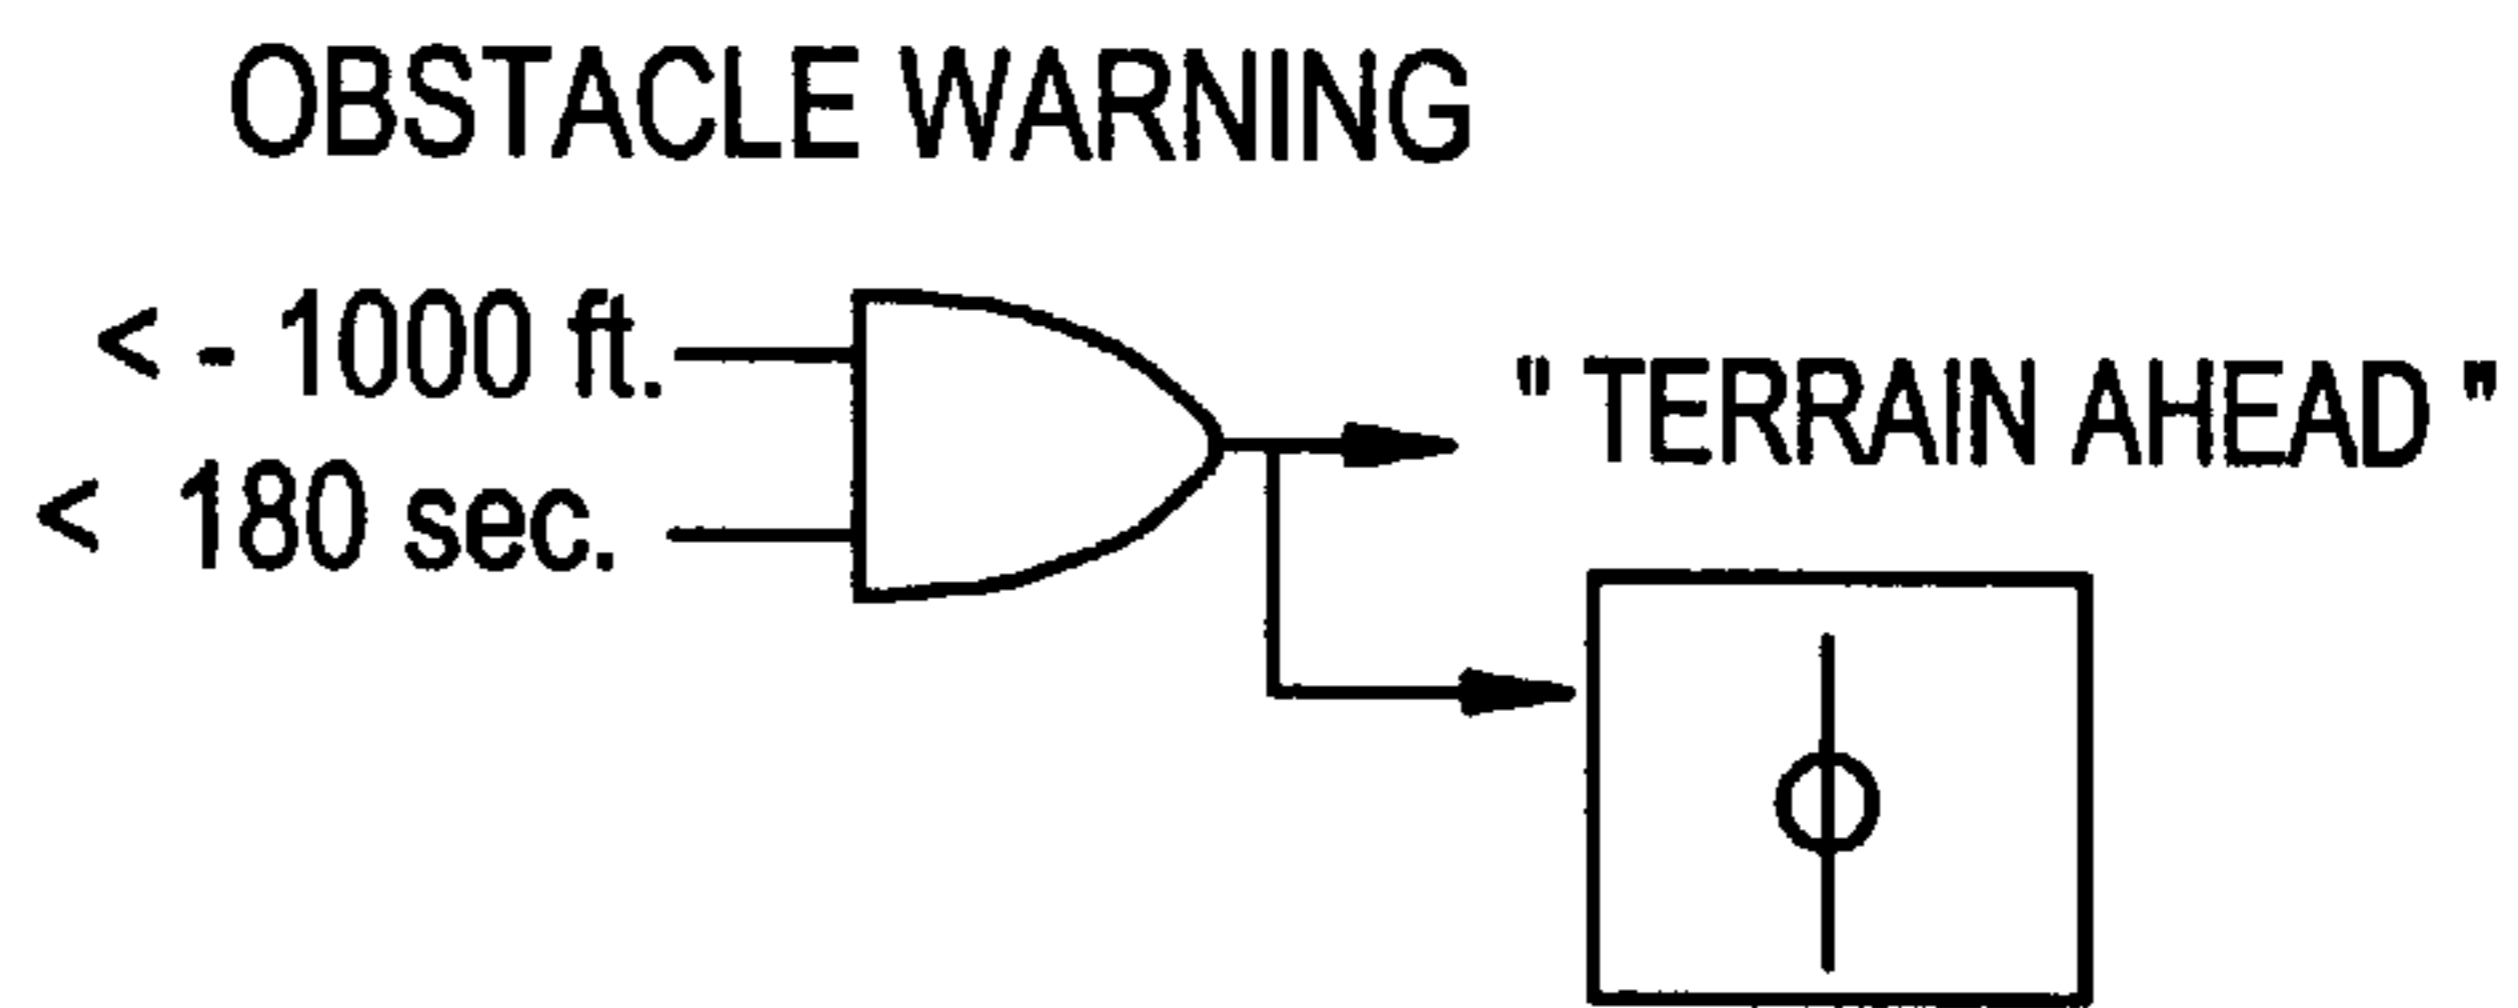 OBSTACLE WARNING
< - 1000 ft.
" TERRAIN AHEAD "
< 180 sec.